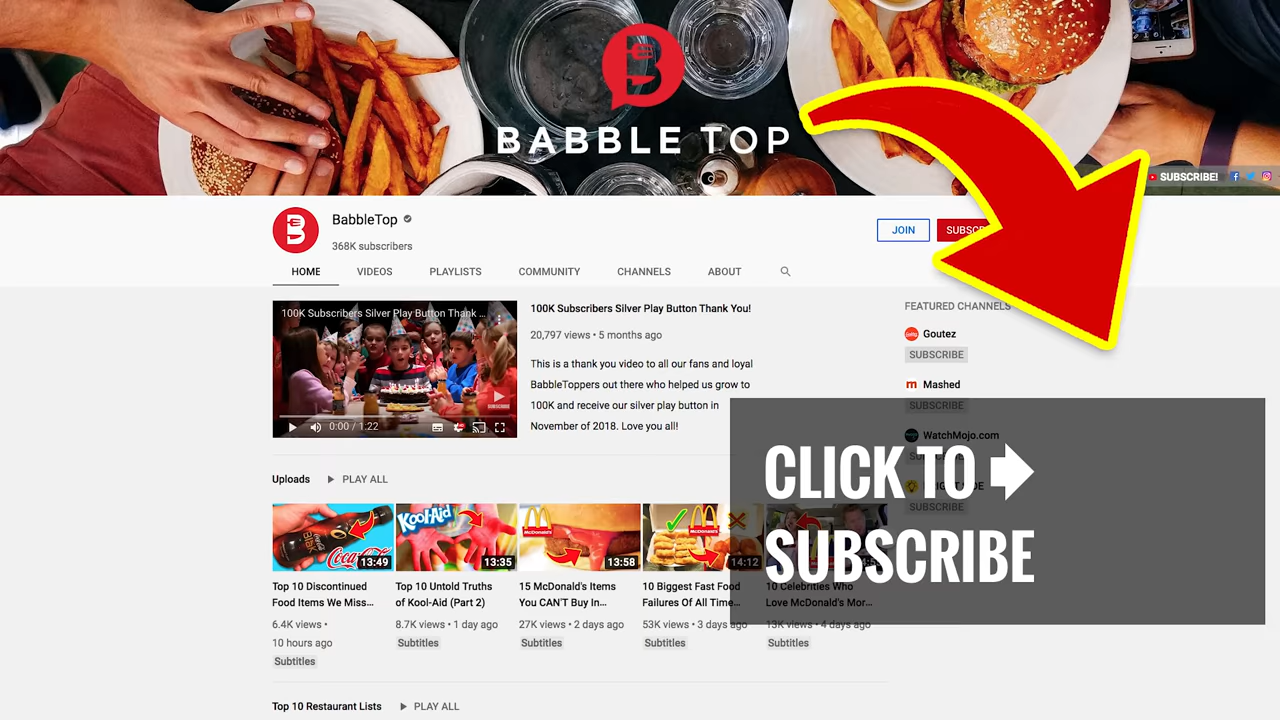 BABBLE TOP
SUBSCRIBE!
BabbleTop
368K subscribers
JOIN
HOME
VIDEOS
PLAYLISTS
COMMUNITY
CHANNELS
ABOUT
100K Subscribers Silver Play Button Thank ...
SUBSCRIBE
0:00 / 1:22
100K Subscribers Silver Play Button Thank You!
20,797 views • 5 months ago
This is a thank you video to all our fans and loyal
BabbleToppers out there who helped us grow to
100K and receive our silver play button in
November of 2018. Love you all!
FEATURED CHANNELS
Goutez
SUBSCRIBE
Mashed
SUBSCRIBE
WatchMojo.com
SUBSCRIBE
CLICK TO
SUBSCRIBE
Uploads
PLAY ALL
Coca-Cola
13:49
Kool-Aid
13:35
McDonald's
13:58
McDonald's
14:12
Top 10 Discontinued
Food Items We Miss...
6.4K views •
10 hours ago
Subtitles
Top 10 Untold Truths
of Kool-Aid (Part 2)
8.7K views • 1 day ago
Subtitles
15 McDonald's Items
You CAN'T Buy In...
27K views • 2 days ago
Subtitles
10 Biggest Fast Food
Failures Of All Time...
53K views • 3 days ago
Subtitles
10 Celebrities Who
Love McDonald's Mor...
13K views • 4 days ago
Subtitles
Top 10 Restaurant Lists
PLAY ALL